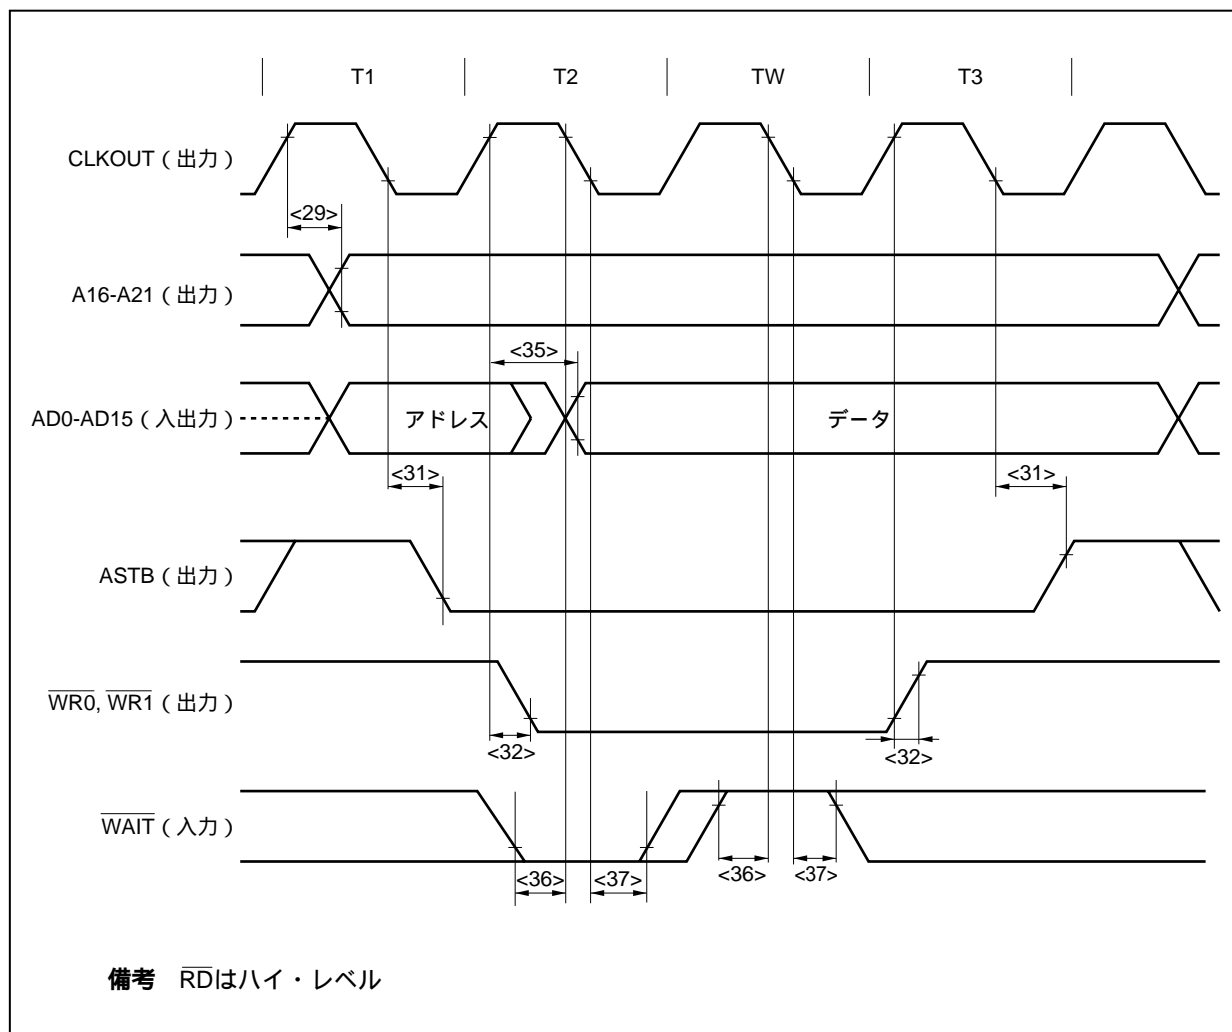 T1 T2 TW T3
CLKOUT（出力）
<29>
A16-A21（出力）
<35>
AD0-AD15（入出力） アドレス データ
<31> <31>
ASTB（出力）
WR0, WR1（出力）
<32> <32>
WAIT（入力）
<36> <37> <36> <37>
備考 RDはハイ・レベル